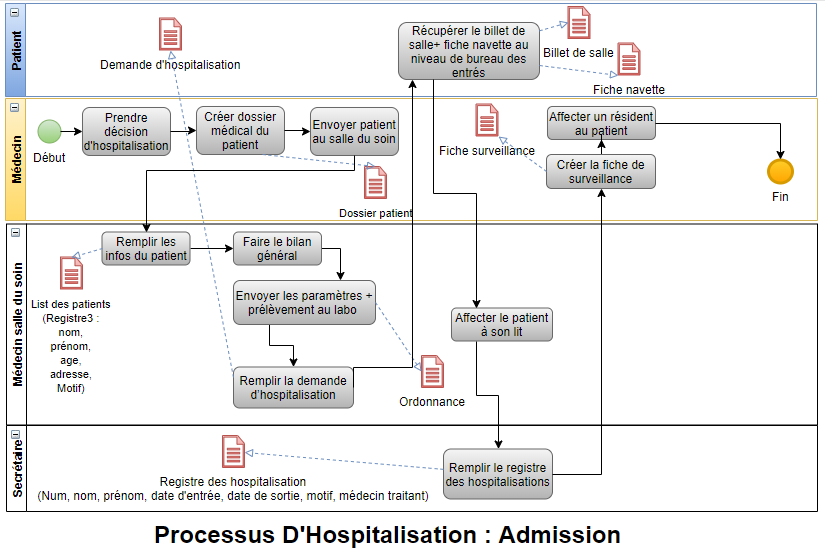 Patient
Demande d'hospitalisation
Récupérer le billet de
salle+ fiche navette au
niveau de bureau des
entrés
Billet de salle
Fiche navette
Médecin
Début
Prendre
décision
d'hospitalisation
Créer dossier
médical du
patient
Envoyer patient
au salle du soin
Dossier patient
Fiche surveillance
Affecter un résident
au patient
Créer la fiche de
surveillance
Fin
Médecin salle du soin
Remplir les
infos du patient
Faire le bilan
général
List des patients
(Registre3 :
nom,
prénom,
age,
adresse,
Motif)
Envoyer les paramètres +
prélèvement au labo
Remplir la demande
d'hospitalisation
Ordonnance
Affecter le patient
à son lit
Secrétaire
Registre des hospitalisation
(Num, nom, prénom, date d'entrée, date de sortie, motif, médecin traitant)
Remplir le registre
des hospitalisations
Processus D'Hospitalisation : Admission